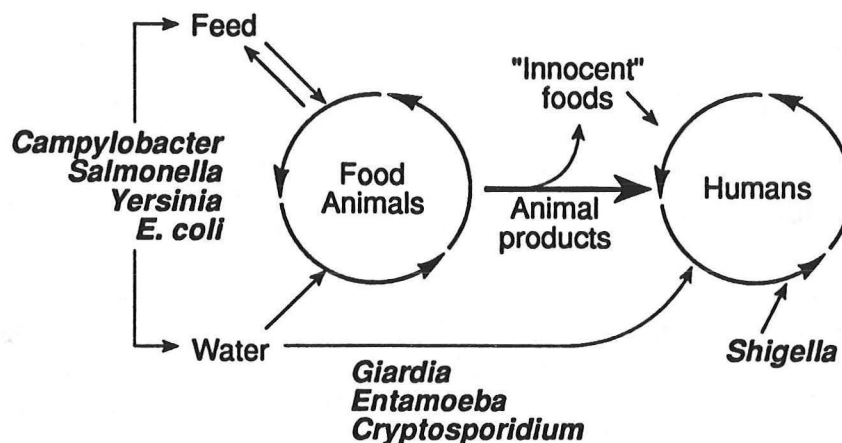 Feed
"Innocent"
foods
Campylobacter
Salmonella
Yersinia
E. coli
Food
Animals
Animal
products
Humans
Water
Giardia
Entamoeba
Cryptosporidium
Shigella